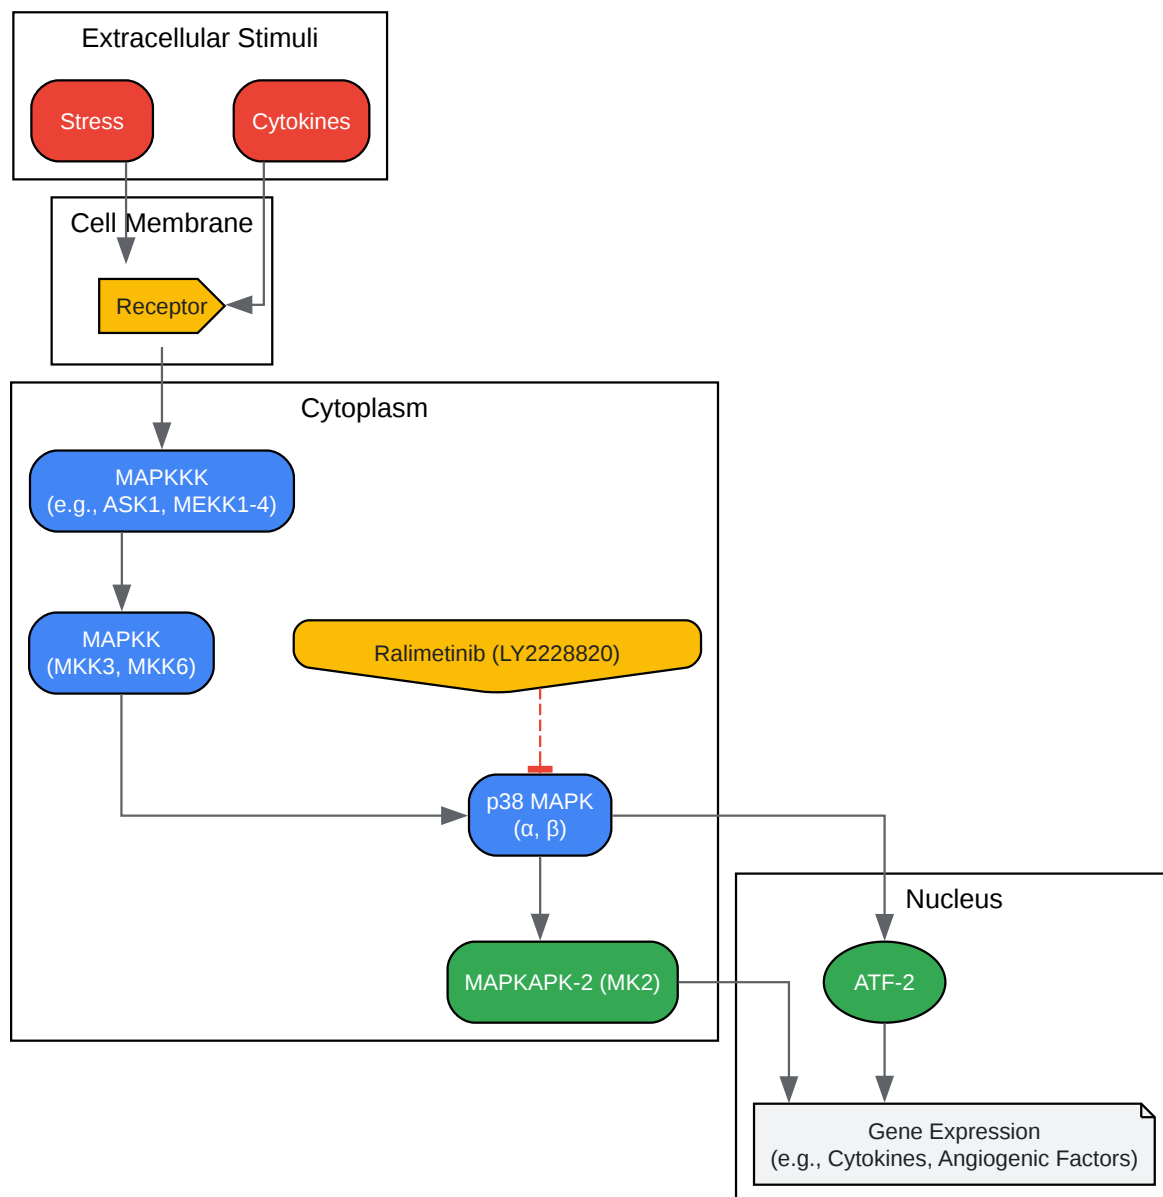 Extracellular Stimuli
Stress
Cytokines
Cell Membrane
Receptor
Cytoplasm
MAPKKK
(e.g., ASK1, MEKK1-4)
MAPKK
(MKK3, MKK6)
Ralimetinib (LY2228820)
p38 MAPK
(α, β)
Nucleus
MAPKAPK-2 (MK2)
ATF-2
Gene Expression
(e.g., Cytokines, Angiogenic Factors)